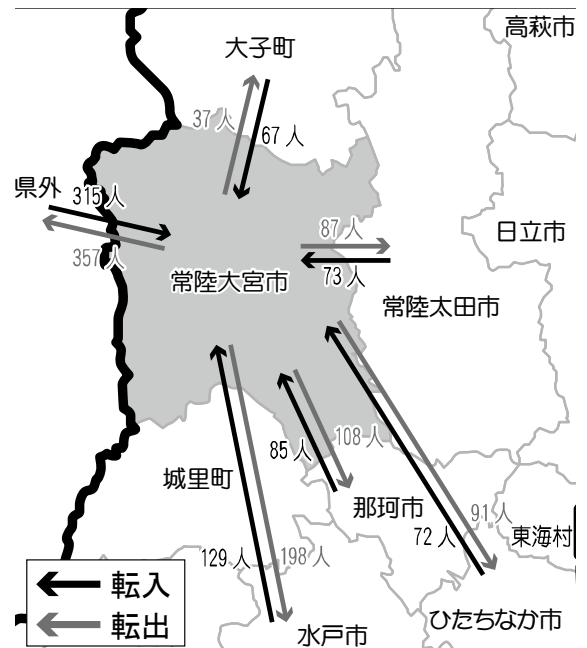 高萩市
大子町
37人
67人
県外
315人
357人
87人
73人
日立市
常陸大宮市
常陸太田市
85人
108人
城里町
那珂市
91人
72人
東海村
129人
198人
ひたちなか市
水戸市
転入
転出